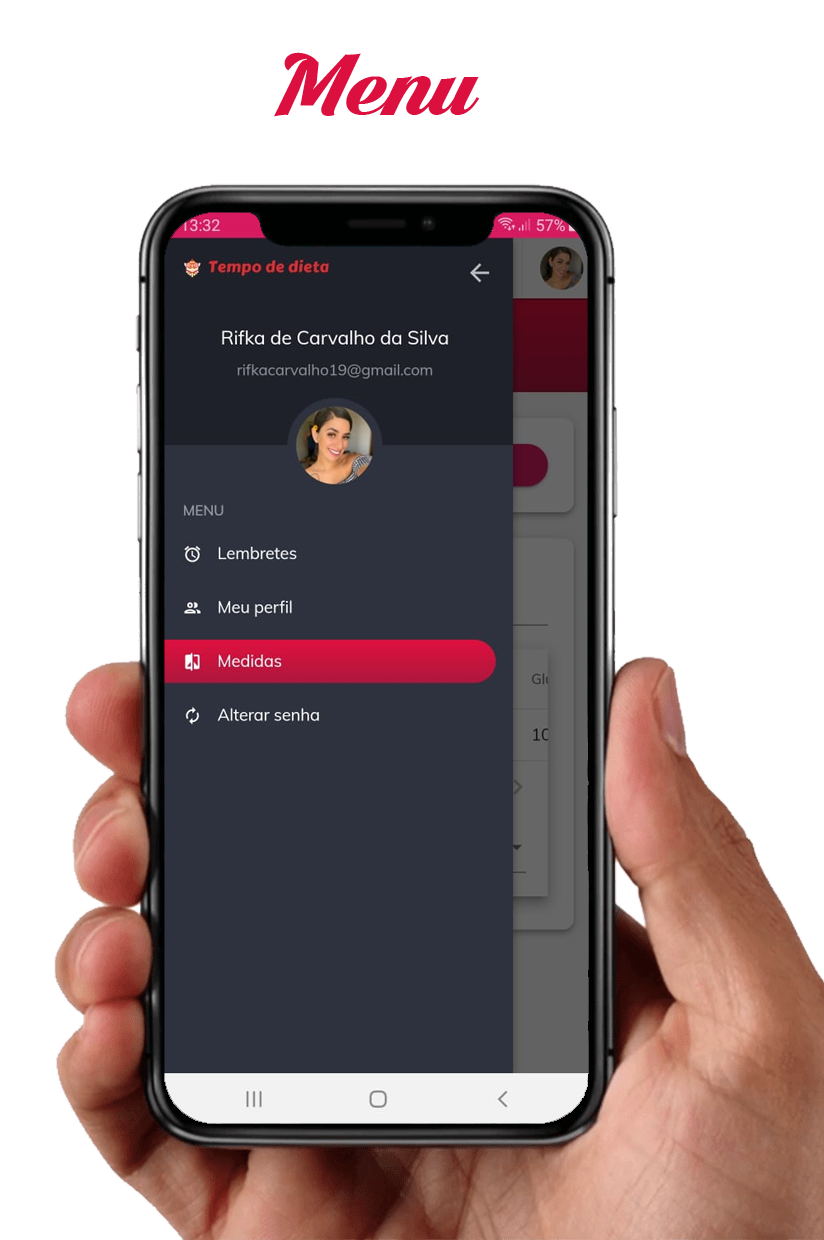 Menu
13:32
57%
Tempo de dieta
Rifka de Carvalho da Silva
rifkacarvalho19@gmail.com
MENU
Lembretes
Meu perfil
Medidas
Alterar senha
10